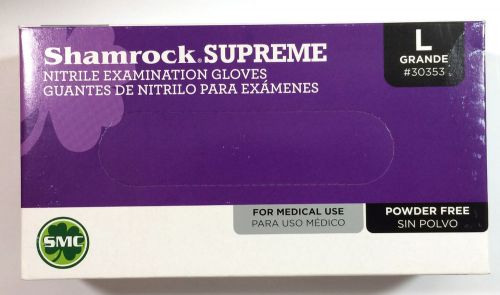 Shamrock® SUPREME
NITRILE EXAMINATION GLOVES
GUANTES DE NITRILO PARA EXÁMENES
L
GRANDE
#30353
FOR MEDICAL USE
PARA USO MÉDICO
POWDER FREE
SIN POLVO
SMC